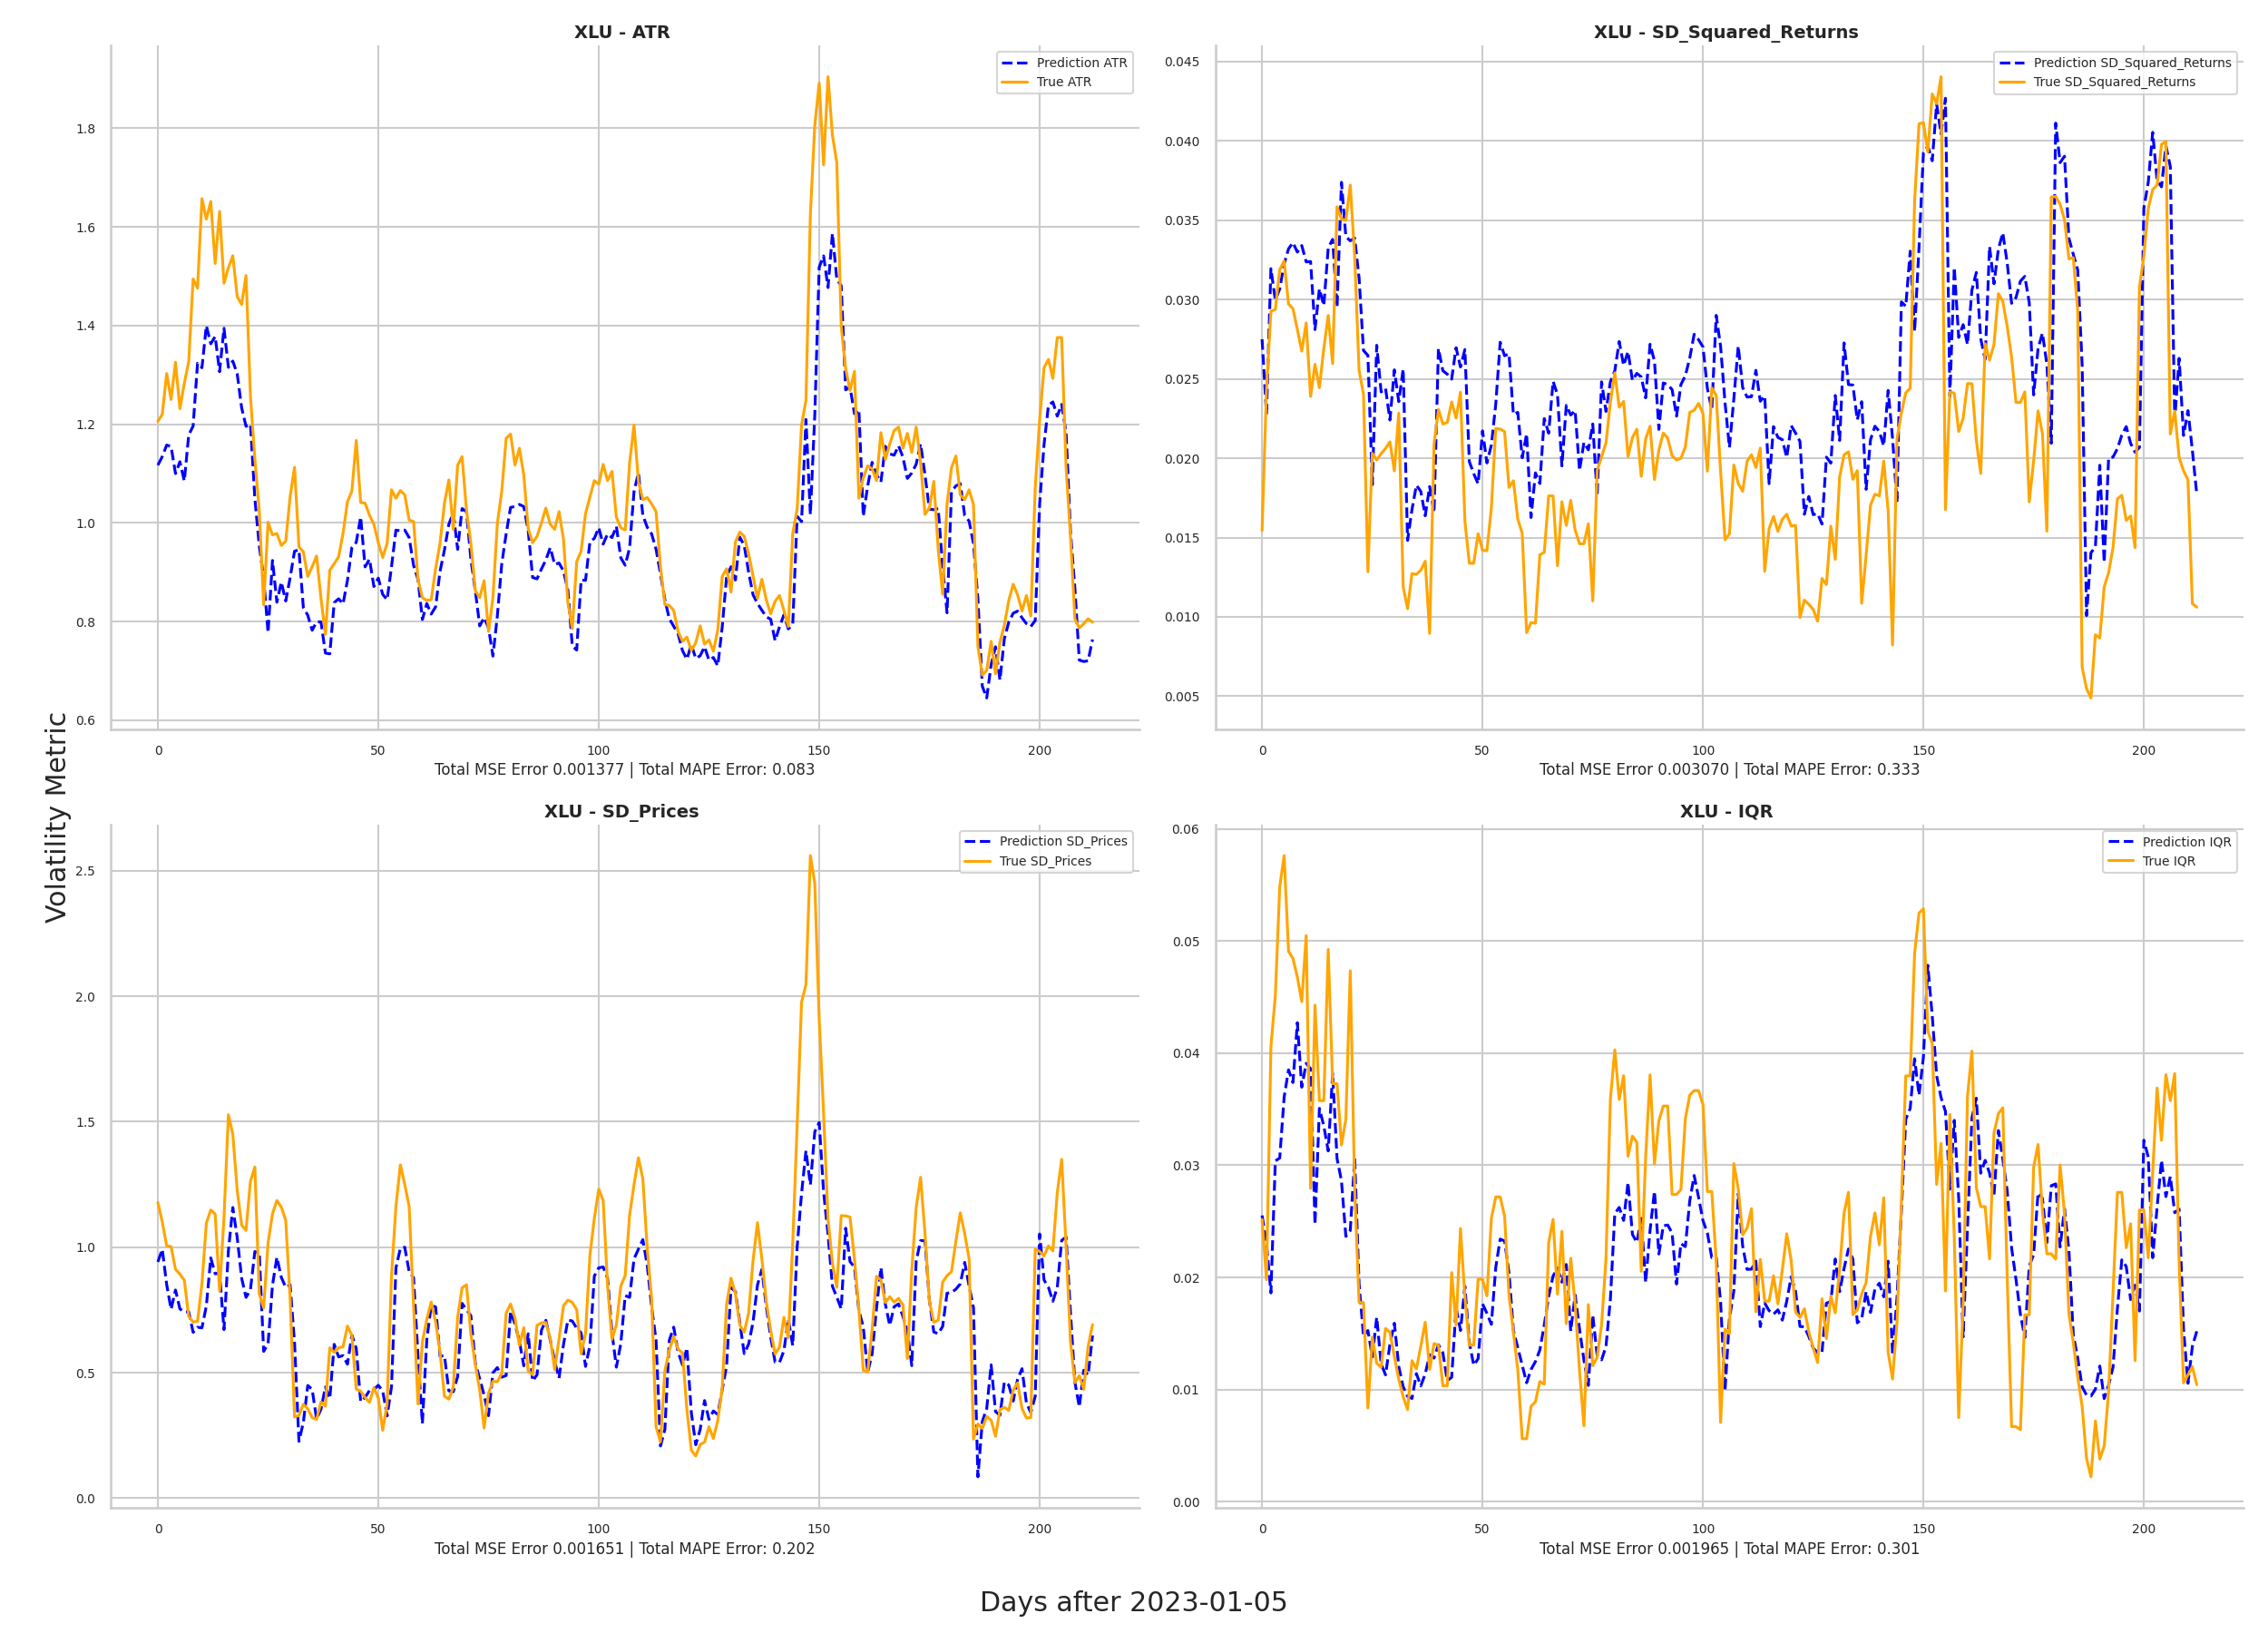 XLU - ATR
Prediction ATR
True ATR
1.8
1.6
1.4
1.2
1.0
0.8
0.6
0 50 100 150 200
Total MSE Error 0.001377 | Total MAPE Error: 0.083
XLU - SD_Squared_Returns
Prediction SD_Squared_Returns
True SD_Squared_Returns
0.045
0.040
0.035
0.030
0.025
0.020
0.015
0.010
0.005
0 50 100 150 200
Total MSE Error 0.003070 | Total MAPE Error: 0.333
Volatility Metric
XLU - SD_Prices
Prediction SD_Prices
True SD_Prices
2.5
2.0
1.5
1.0
0.5
0.0
0 50 100 150 200
Total MSE Error 0.001651 | Total MAPE Error: 0.202
XLU - IQR
Prediction IQR
True IQR
0.06
0.05
0.04
0.03
0.02
0.01
0.00
0 50 100 150 200
Total MSE Error 0.001965 | Total MAPE Error: 0.301
Days after 2023-01-05